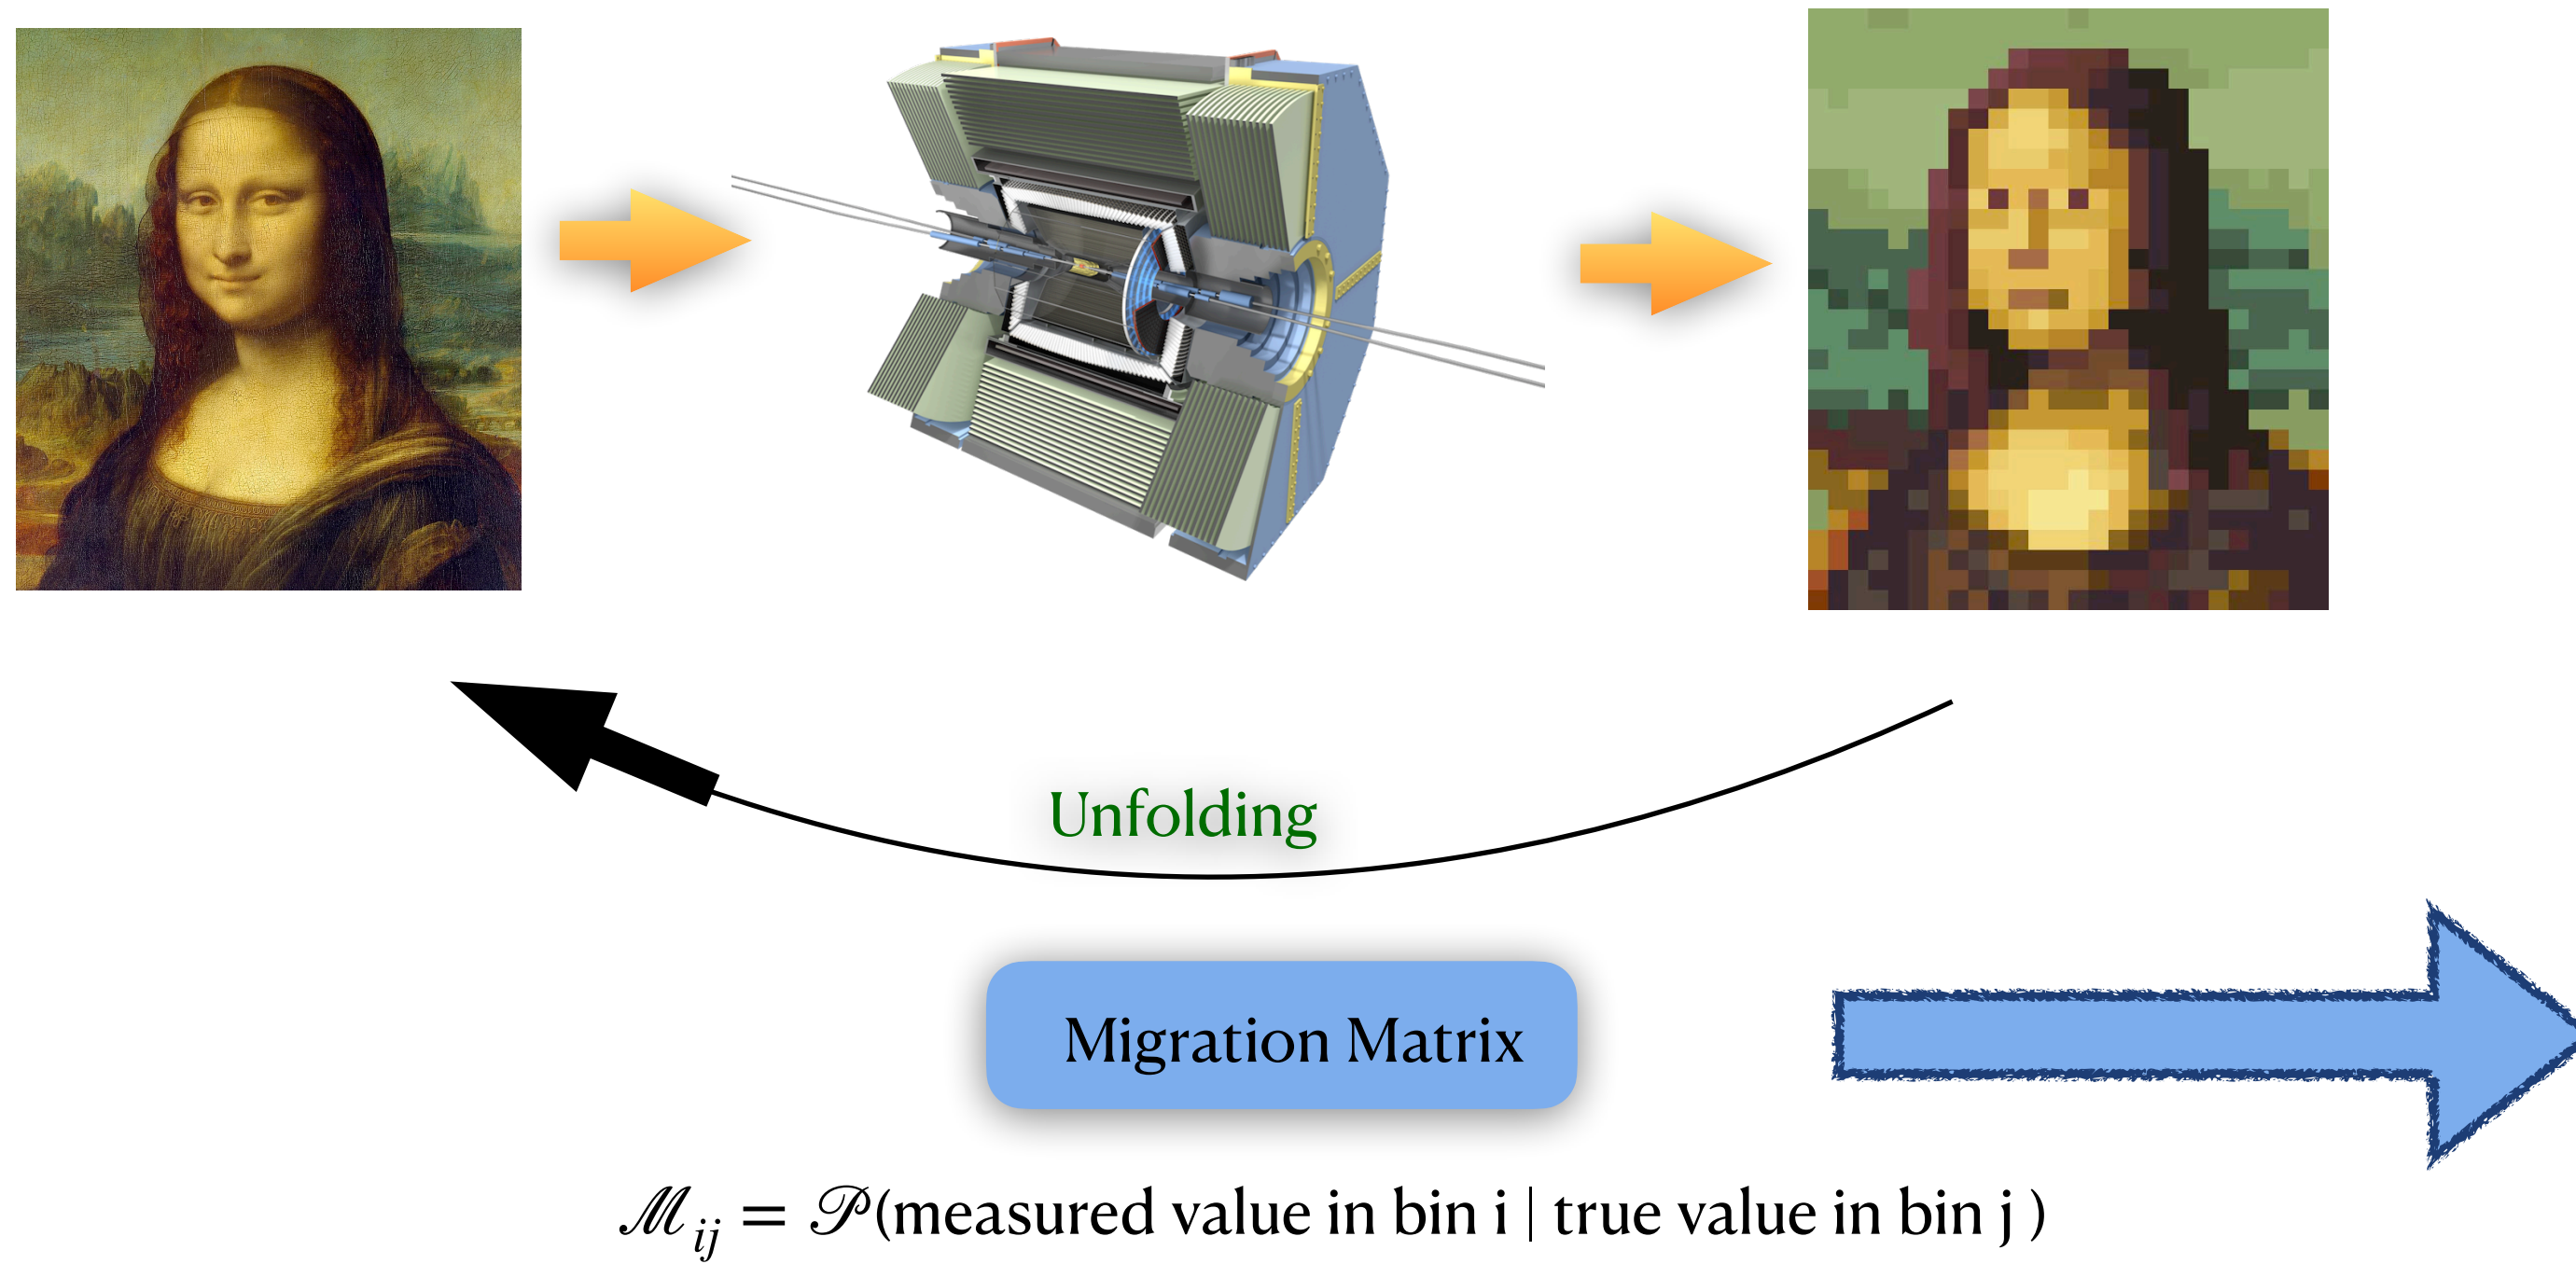 Unfolding
Migration Matrix
ℳij = 𝒫(measured value in bin i | true value in bin j )